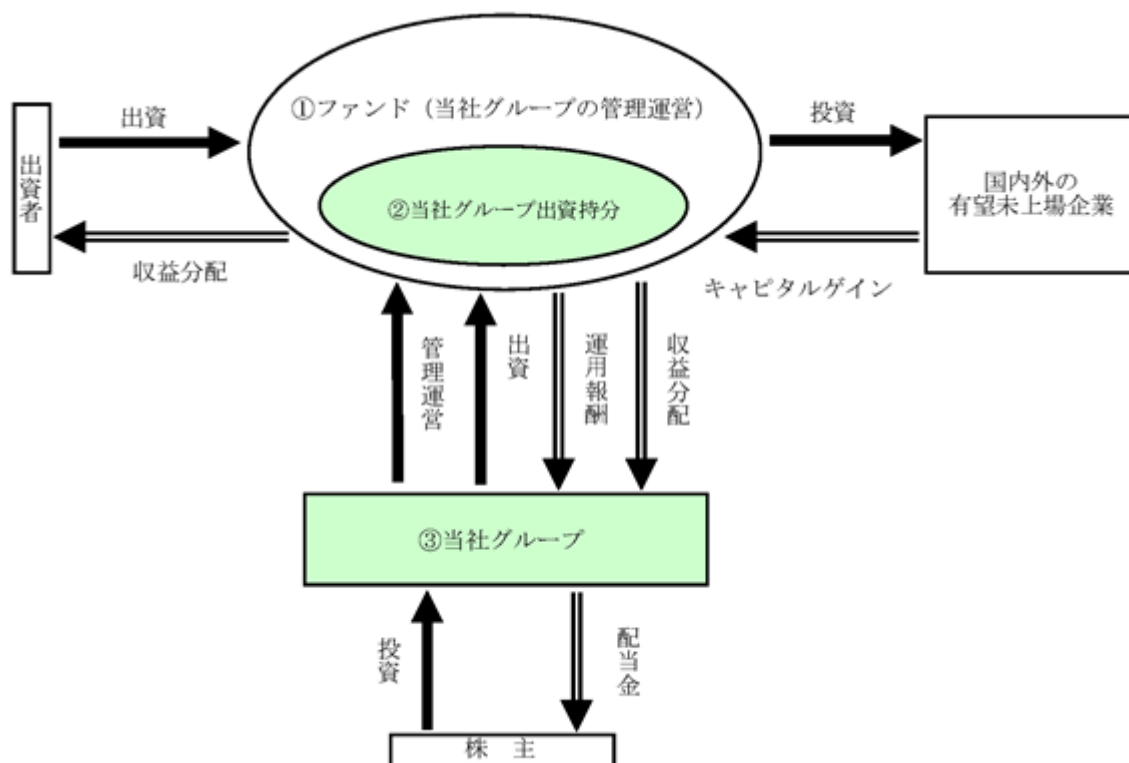 ①ファンド（当社グループの管理運営）
出資
投資
出資者
国内外の
有望未上場企業
②当社グループ出資持分
収益分配
キャピタルゲイン
管理運営
出資
運用報酬
収益分配
③当社グループ
投資
配当金
株　主